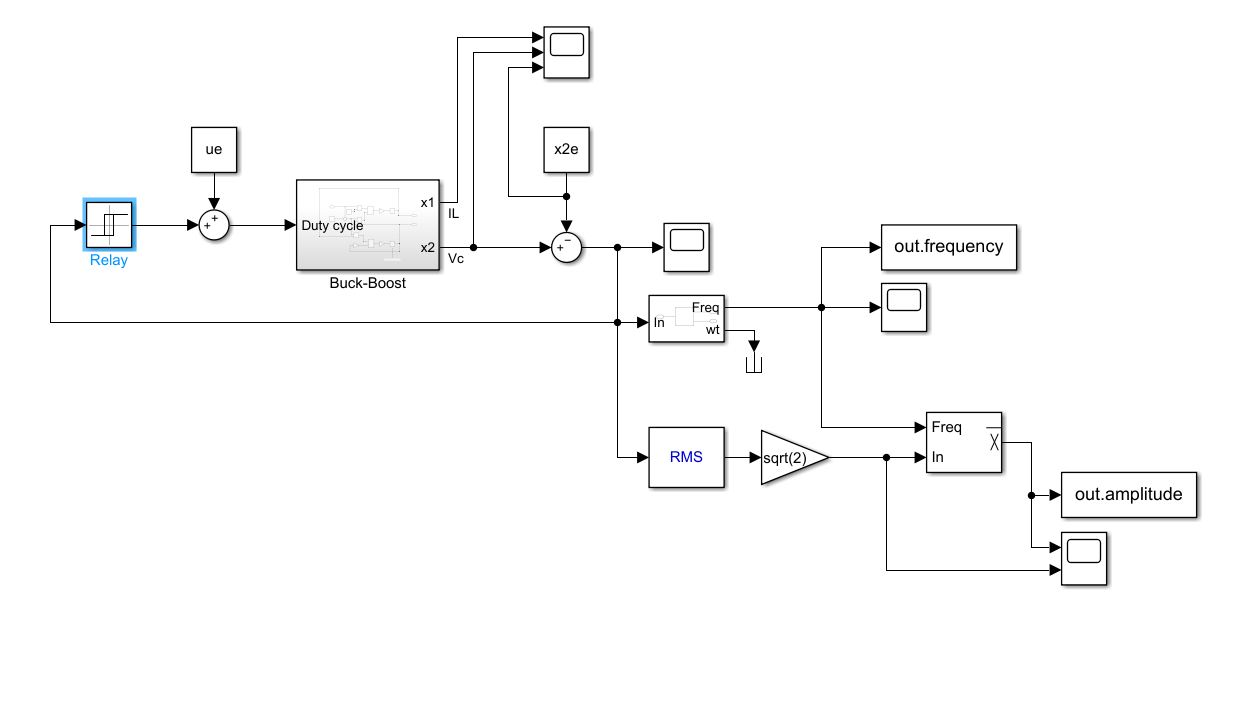 ue
x2e
Relay
+
+
Duty cycle
x1
IL
x2
Vc
Buck-Boost
+
−
out.frequency
In
Freq
wt
RMS
sqrt(2)
Freq
In
X
out.amplitude